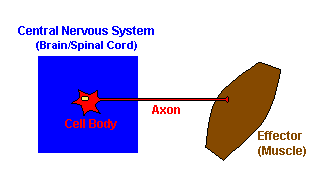 Central Nervous System
(Brain/Spinal Cord)
Cell Body
Axon
Effector
(Muscle)